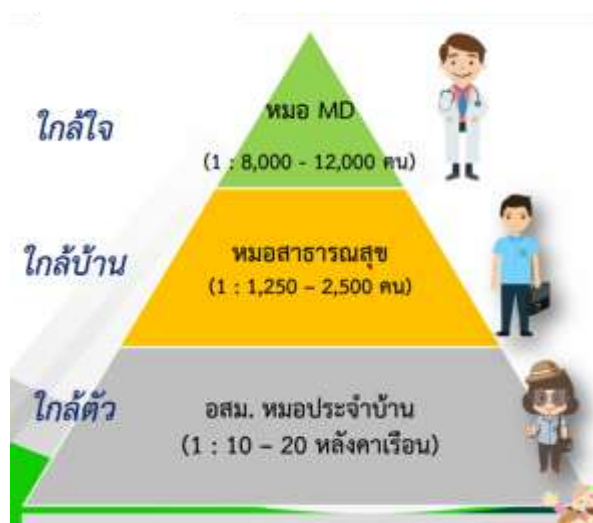 ใกล้ใจ
หมอ MD
(1 : 8,000 - 12,000 คน)
ใกล้บ้าน
หมอสาธารณสุข
(1 : 1,250 – 2,500 คน)
ใกล้ตัว
อสม. หมอประจำบ้าน
(1 : 10 – 20 หลังคาเรือน)